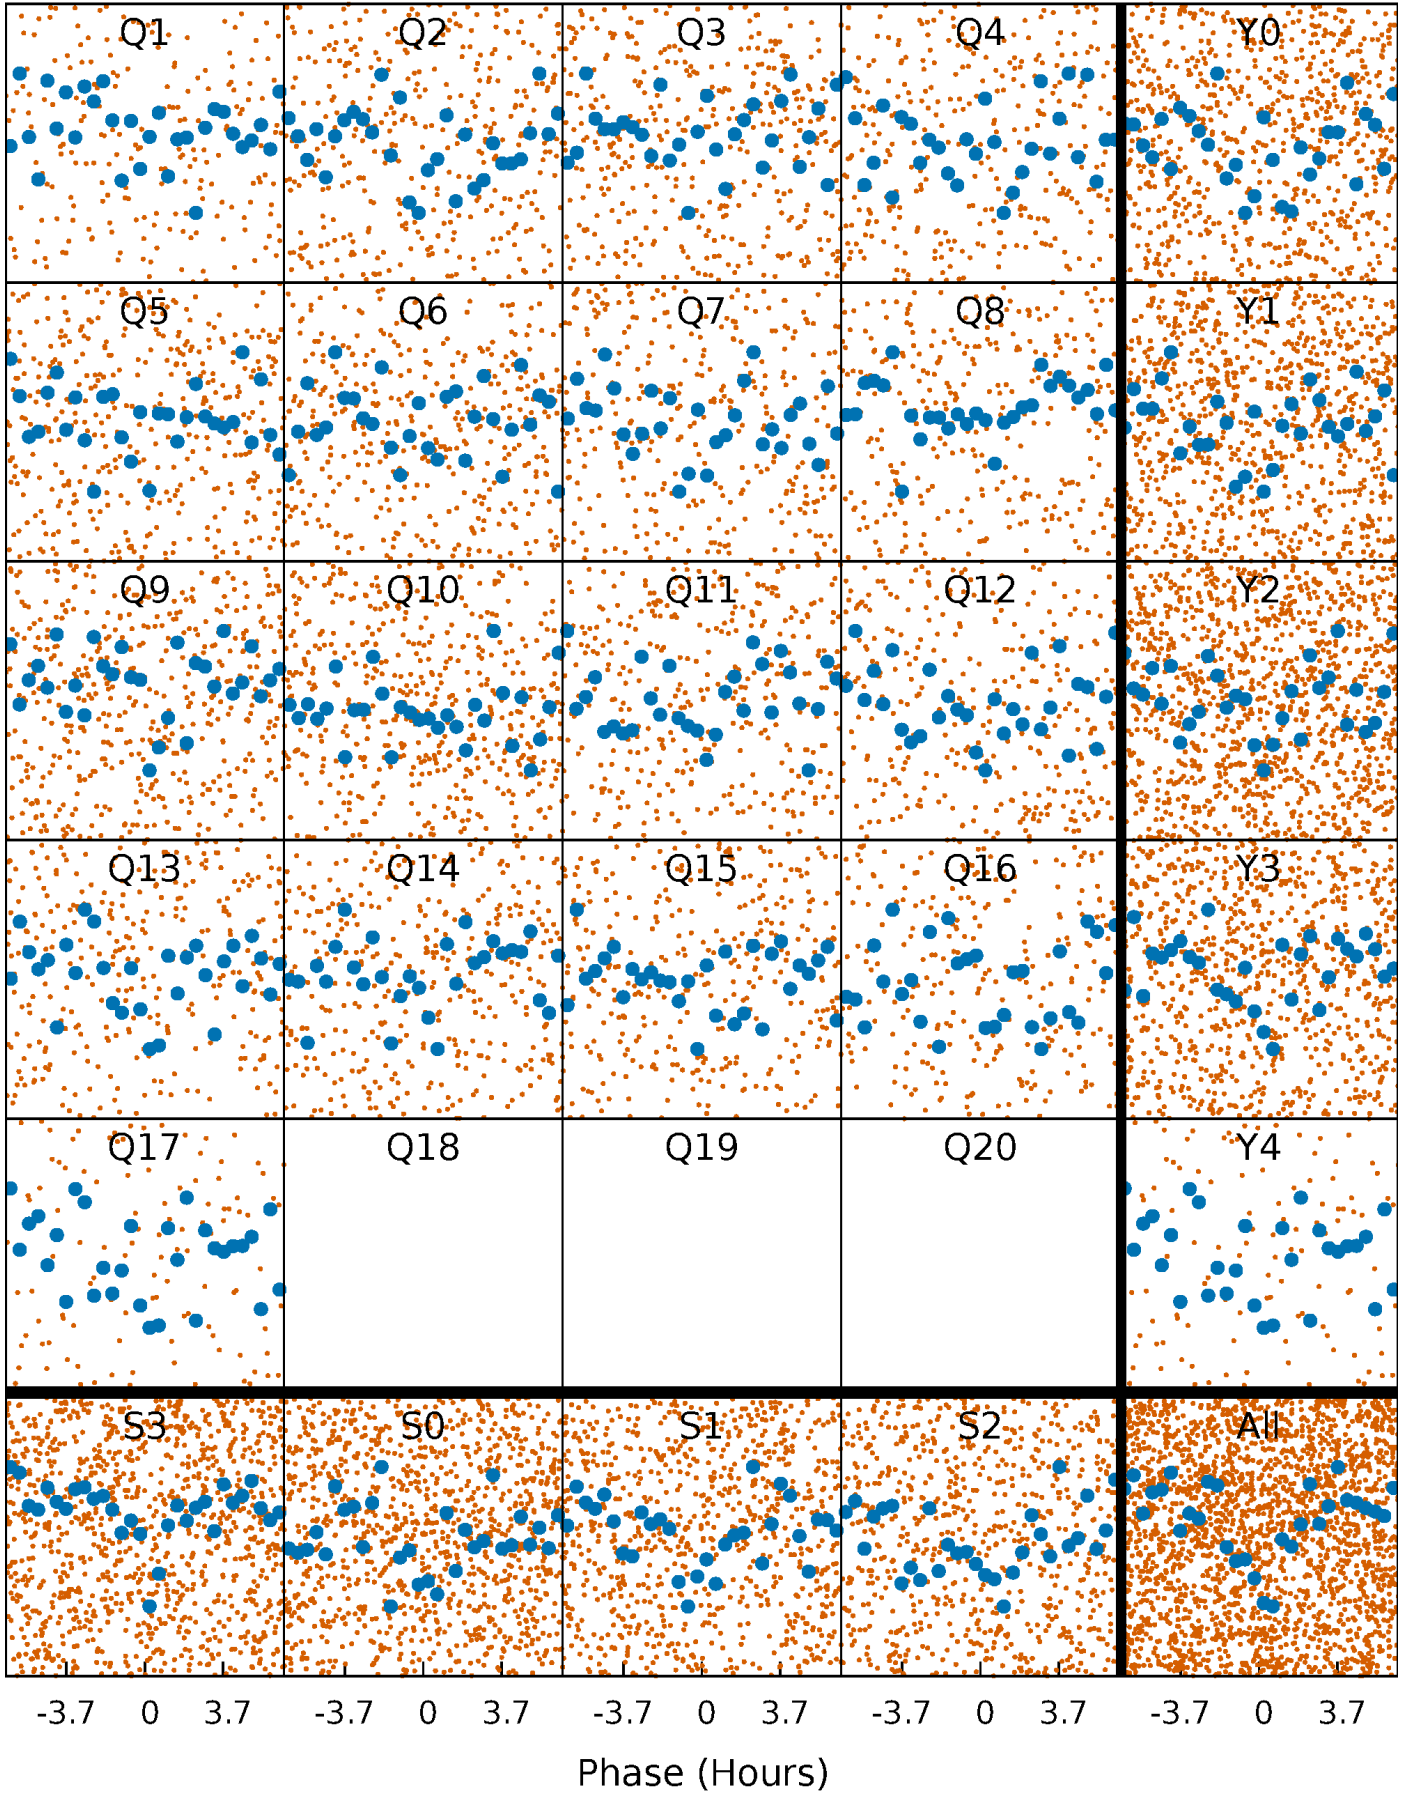 Q1 Q2 Q3 Q4 Y0
Q5 Q6 Q7 Q8 Y1
Q9 Q10 Q11 Q12 Y2
Q13 Q14 Q15 Q16 Y3
Q17 Q18 Q19 Q20 Y4
S3 S0 S1 S2 All
-3.7 0 3.7 -3.7 0 3.7 -3.7 0 3.7 -3.7 0 3.7 -3.7 0 3.7
Phase (Hours)